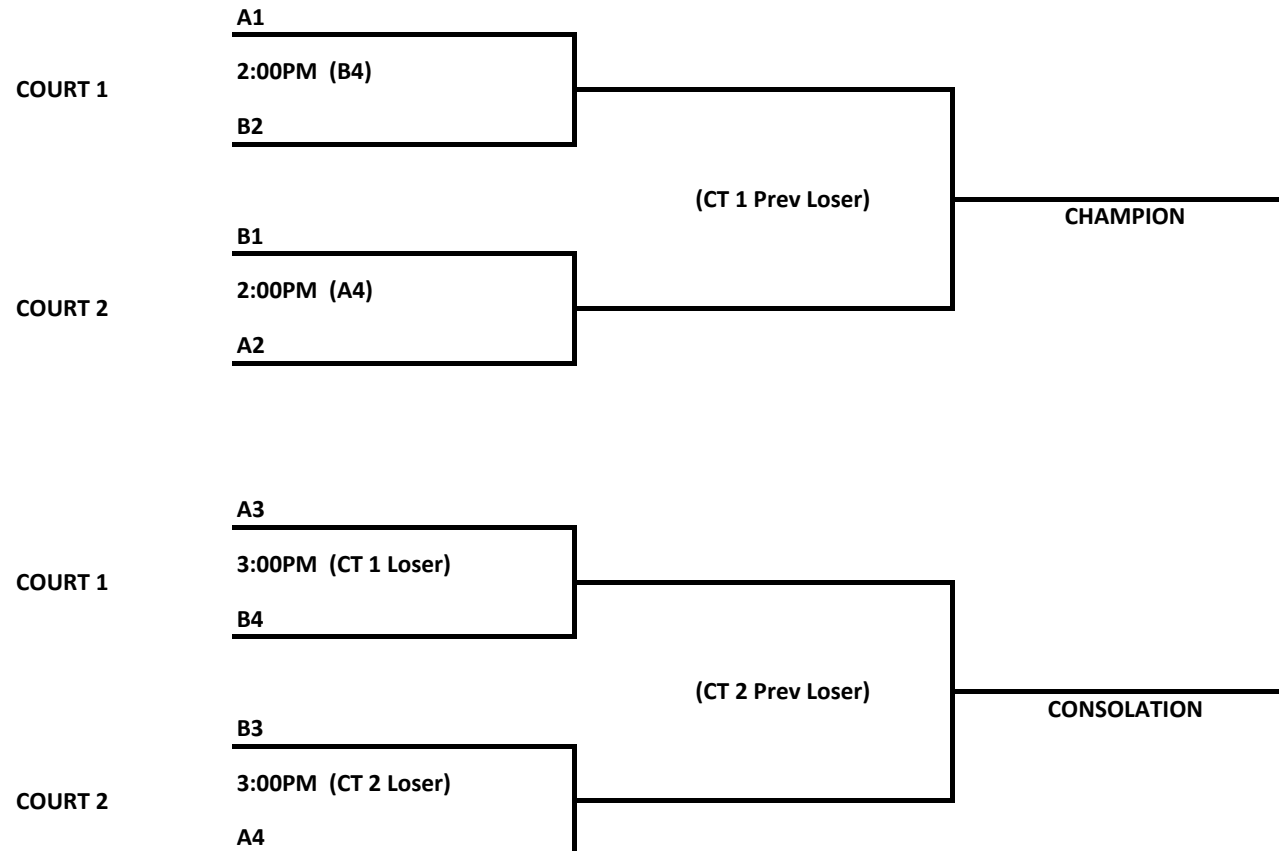 A1
2:00PM (B4)
COURT 1
B2
(CT 1 Prev Loser)
CHAMPION
B1
2:00PM (A4)
COURT 2
A2
A3
3:00PM (CT 1 Loser)
COURT 1
B4
(CT 2 Prev Loser)
CONSOLATION
B3
3:00PM (CT 2 Loser)
COURT 2
A4